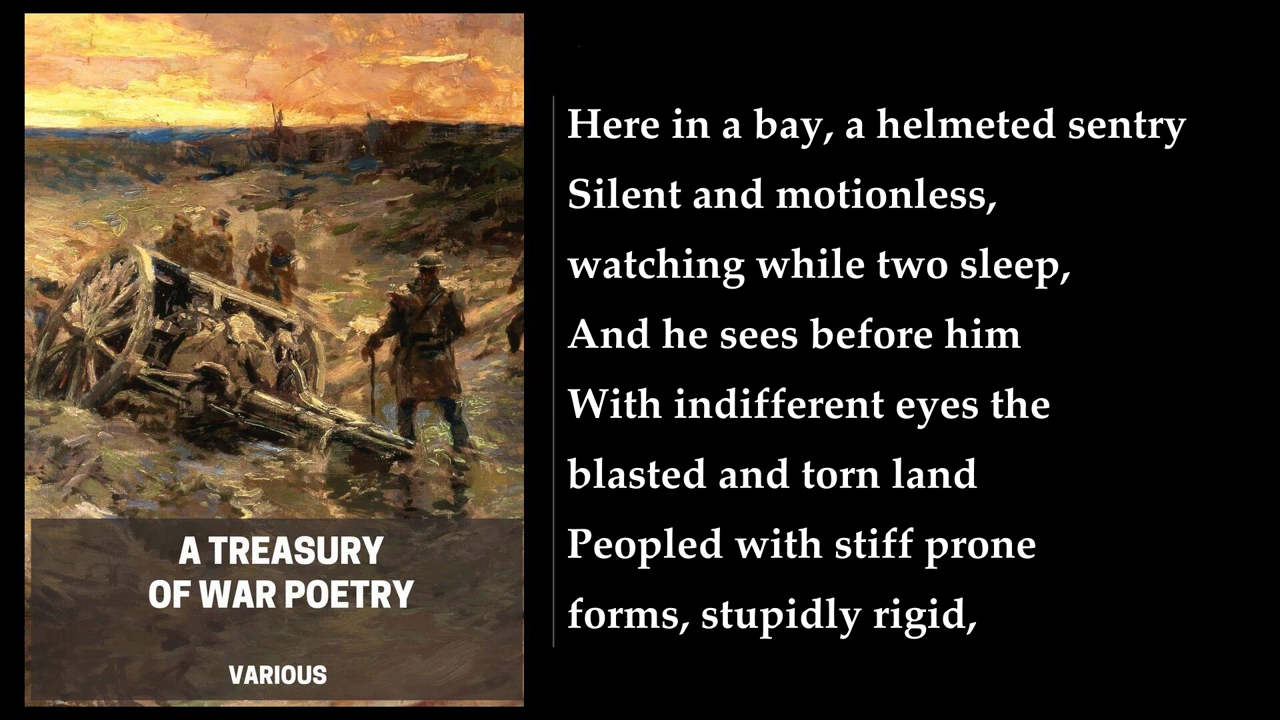 Here in a bay, a helmeted sentry
Silent and motionless,
watching while two sleep,
And he sees before him
With indifferent eyes the
blasted and torn land
Peopled with stiff prone
forms, stupidly rigid,
A TREASURY
OF WAR POETRY
VARIOUS